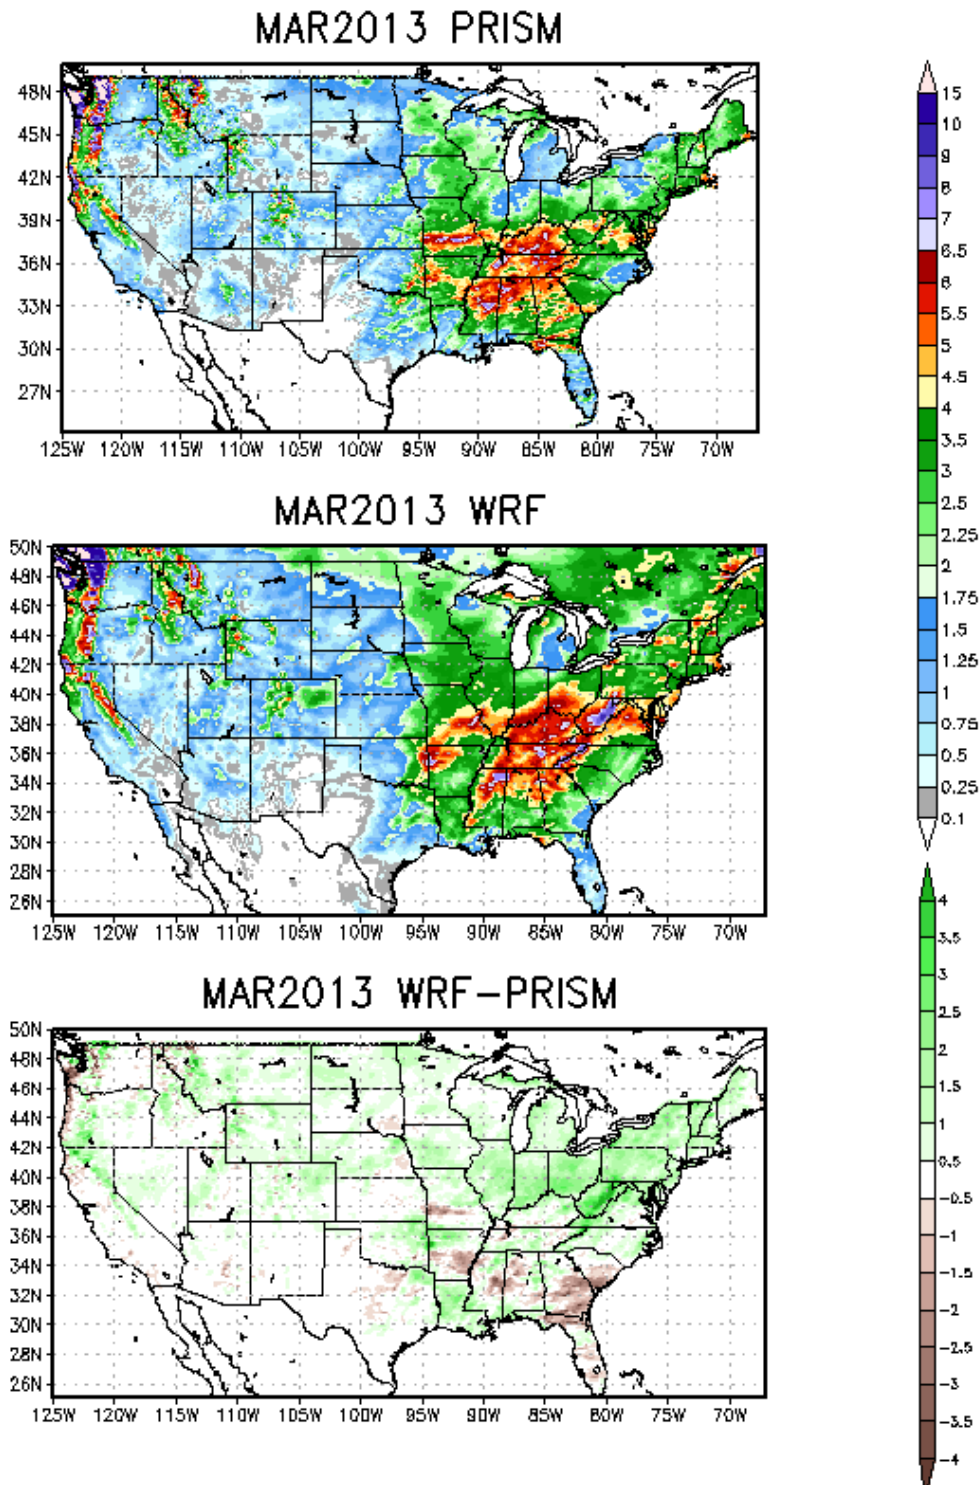 MAR2013 PRISM
48N
45N
42N
39N
36N
33N
30N
27N
125W 120W 115W 110W 105W 100W 95W 90W 85W 80W 75W 70W
MAR2013 WRF
50N
48N
46N
44N
42N
40N
38N
36N
34N
32N
30N
28N
26N
125W 120W 115W 110W 105W 100W 95W 90W 85W 80W 75W 70W
MAR2013 WRF-PRISM
50N
48N
46N
44N
42N
40N
38N
36N
34N
32N
30N
28N
26N
125W 120W 115W 110W 105W 100W 95W 90W 85W 80W 75W 70W
15
10
9
8
7
6.5
6
5.5
5
4.5
4
3.5
3
2.5
2.25
2
1.75
1.5
1.25
1
0.75
0.5
0.25
0.1
4
3.5
3
2.5
2
1.5
1
0.5
-0.5
-1
-1.5
-2
-2.5
-3
-3.5
-4